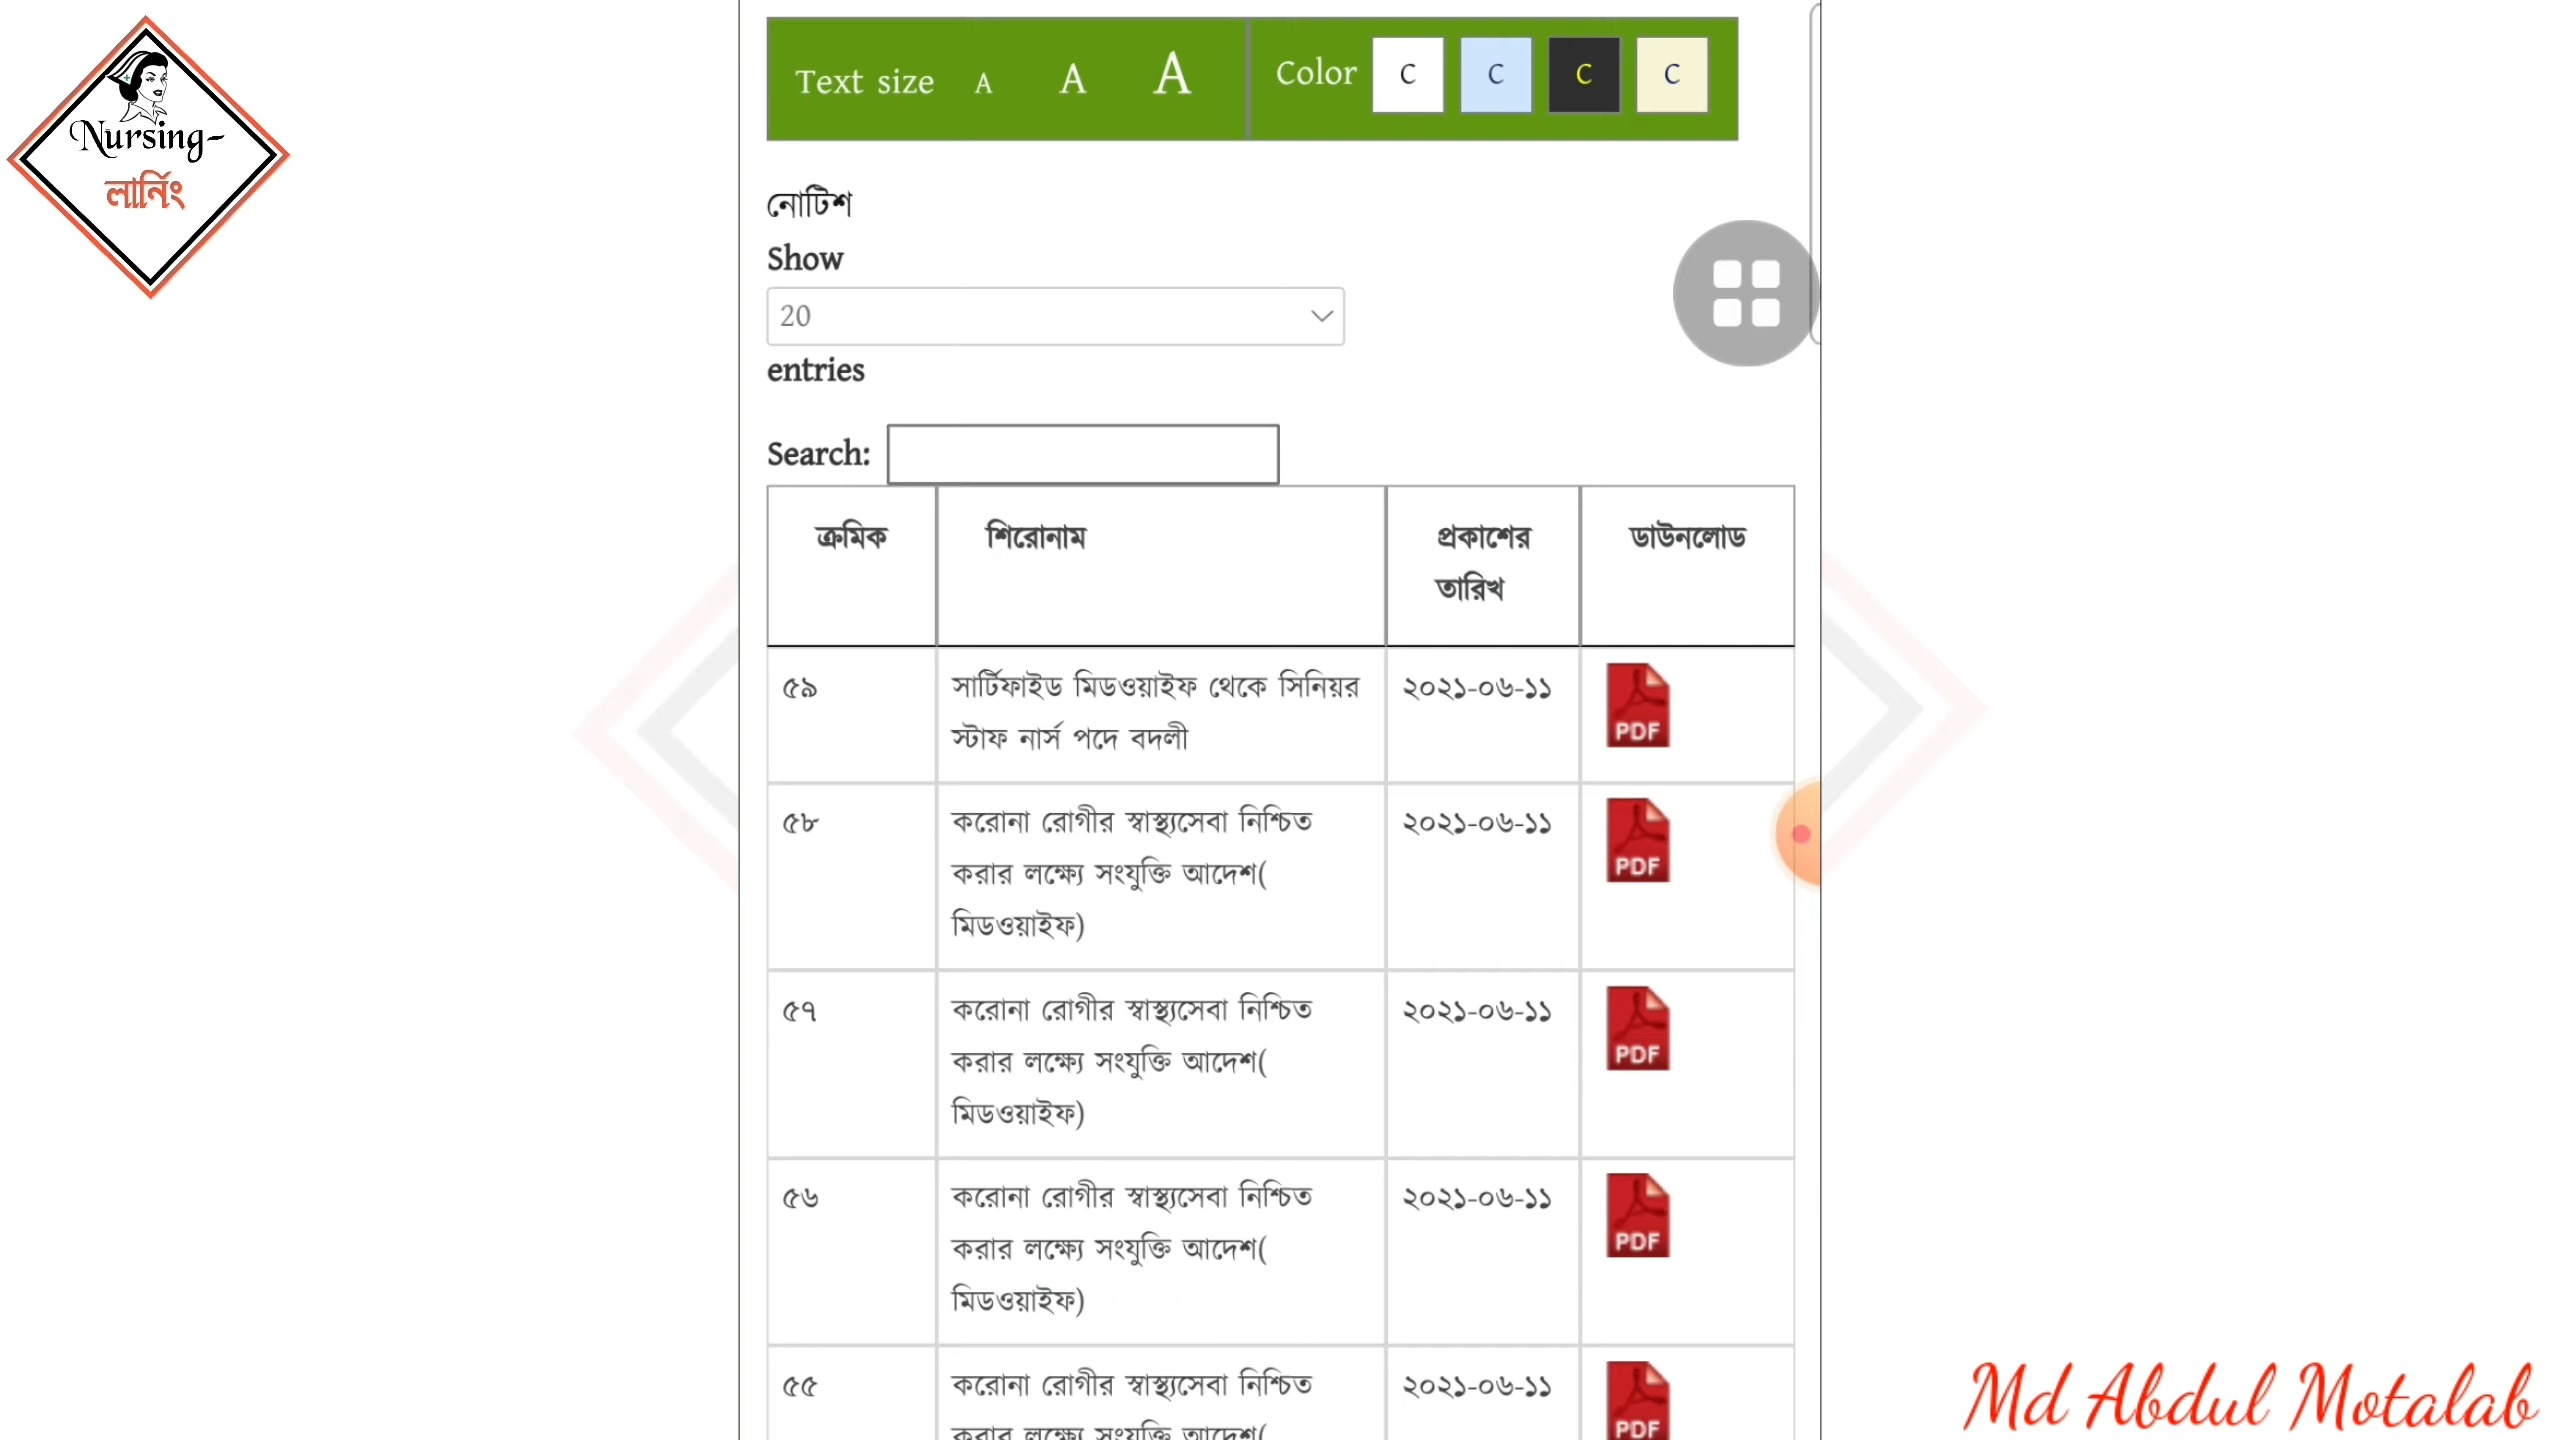 Nursing-
লার্নিং
Text size A A A Color C C C C
নোটিশ
Show
20
entries
Search:
ক্রমিক শিরোনাম প্রকাশের তারিখ ডাউনলোড
৫৯ সার্টিফাইড মিডওয়াইফ থেকে সিনিয়র ২০২১-০৬-১১
স্টাফ নার্স পদে বদলী
PDF
৫৮ করোনা রোগীর স্বাস্থ্যসেবা নিশ্চিত ২০২১-০৬-১১
করার লক্ষ্যে সংযুক্তি আদেশ( PDF
মিডওয়াইফ)
৫৭ করোনা রোগীর স্বাস্থ্যসেবা নিশ্চিত ২০২১-০৬-১১
করার লক্ষ্যে সংযুক্তি আদেশ( PDF
মিডওয়াইফ)
৫৬ করোনা রোগীর স্বাস্থ্যসেবা নিশ্চিত ২০২১-০৬-১১
করার লক্ষ্যে সংযুক্তি আদেশ( PDF
মিডওয়াইফ)
৫৫ করোনা রোগীর স্বাস্থ্যসেবা নিশ্চিত ২০২১-০৬-১১
করার লক্ষ্যে সংযুক্তি আদেশ( PDF
Md Abdul Motalab